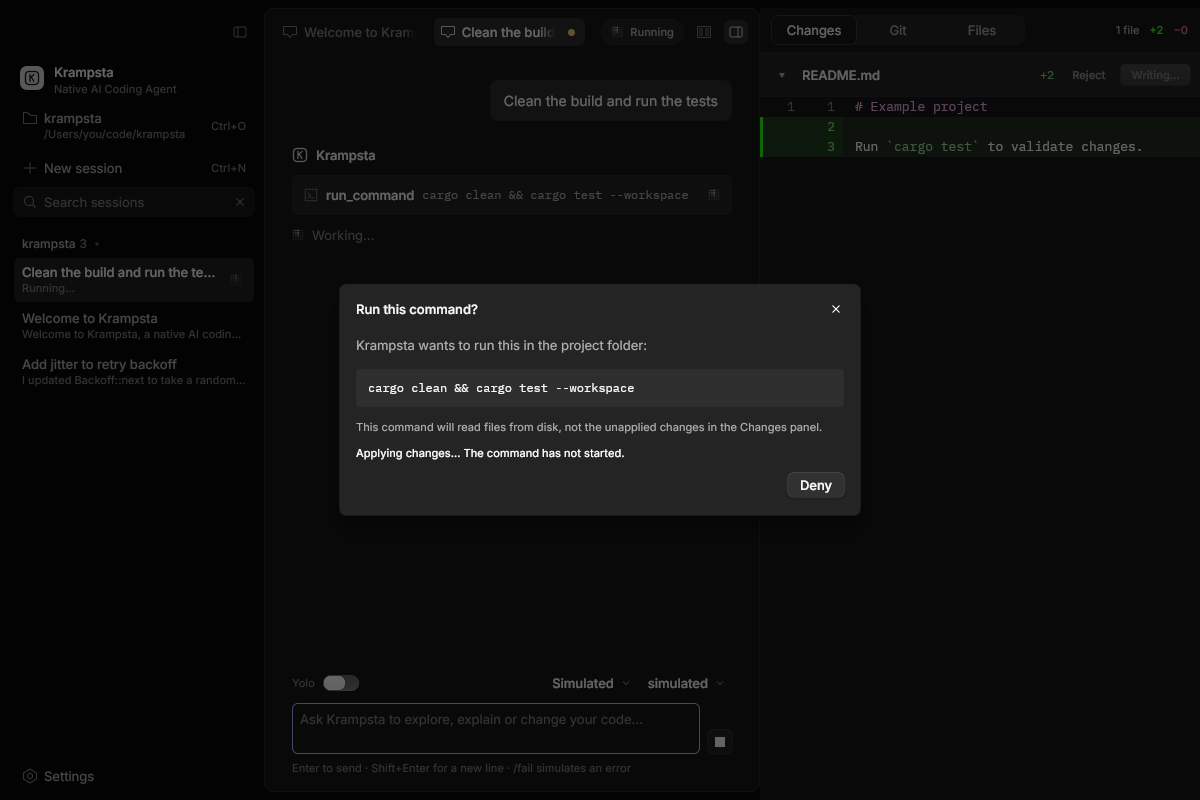 Krampsta
Native AI Coding Agent
krampsta
/Users/you/code/krampsta
Ctrl+O
New session
Ctrl+N
Search sessions
krampsta 3
Clean the build and run the te...
Running...
Welcome to Krampsta
Welcome to Krampsta, a native AI codin...
Add jitter to retry backoff
I updated Backoff::next to take a random...
Settings
Welcome to Kram
Clean the build
Running
Clean the build and run the tests
Krampsta
run_command cargo clean && cargo test --workspace
Working...
Run this command?
Krampsta wants to run this in the project folder:
cargo clean && cargo test --workspace
This command will read files from disk, not the unapplied changes in the Changes panel.
Applying changes... The command has not started.
Deny
Yolo
Simulated
simulated
Ask Krampsta to explore, explain or change your code...
Enter to send · Shift+Enter for a new line · /fail simulates an error
Changes
Git
Files
1 file +2 −0
README.md
+2
Reject
Writing...
1 1 # Example project
2
3 Run `cargo test` to validate changes.